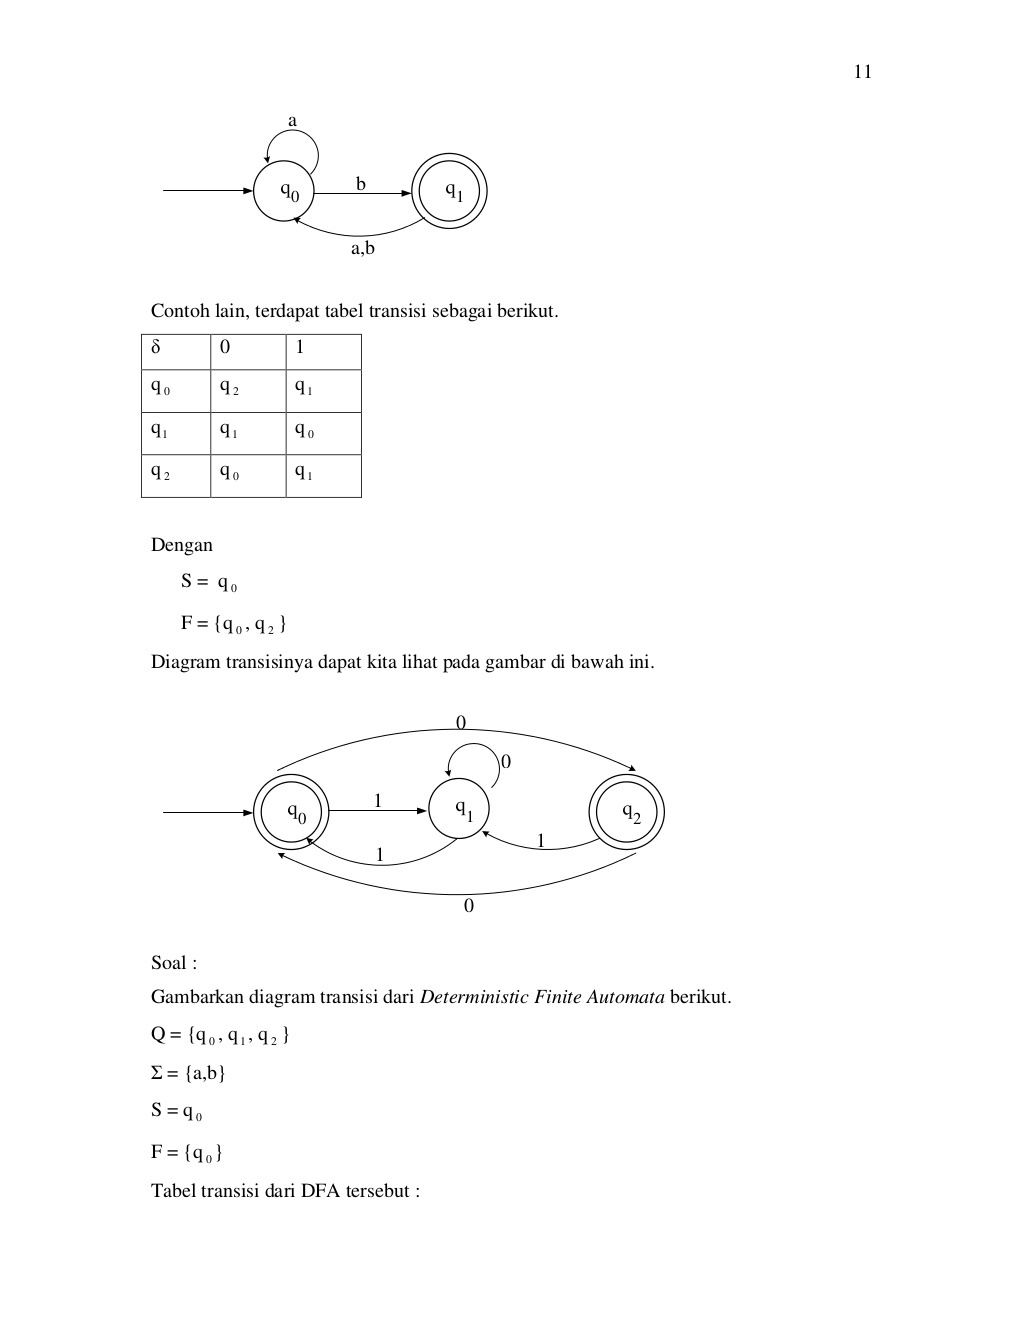 11
a
q0 b q1
a,b
Contoh lain, terdapat tabel transisi sebagai berikut.
δ 0 1
q0 q2 q1
q1 q1 q0
q2 q0 q1
Dengan
S = q0
F = {q0, q2}
Diagram transisinya dapat kita lihat pada gambar di bawah ini.
0
0
q0 1 q1 q2
1 1
0
Soal :
Gambarkan diagram transisi dari Deterministic Finite Automata berikut.
Q = {q0, q1, q2}
Σ = {a,b}
S = q0
F = {q0}
Tabel transisi dari DFA tersebut :